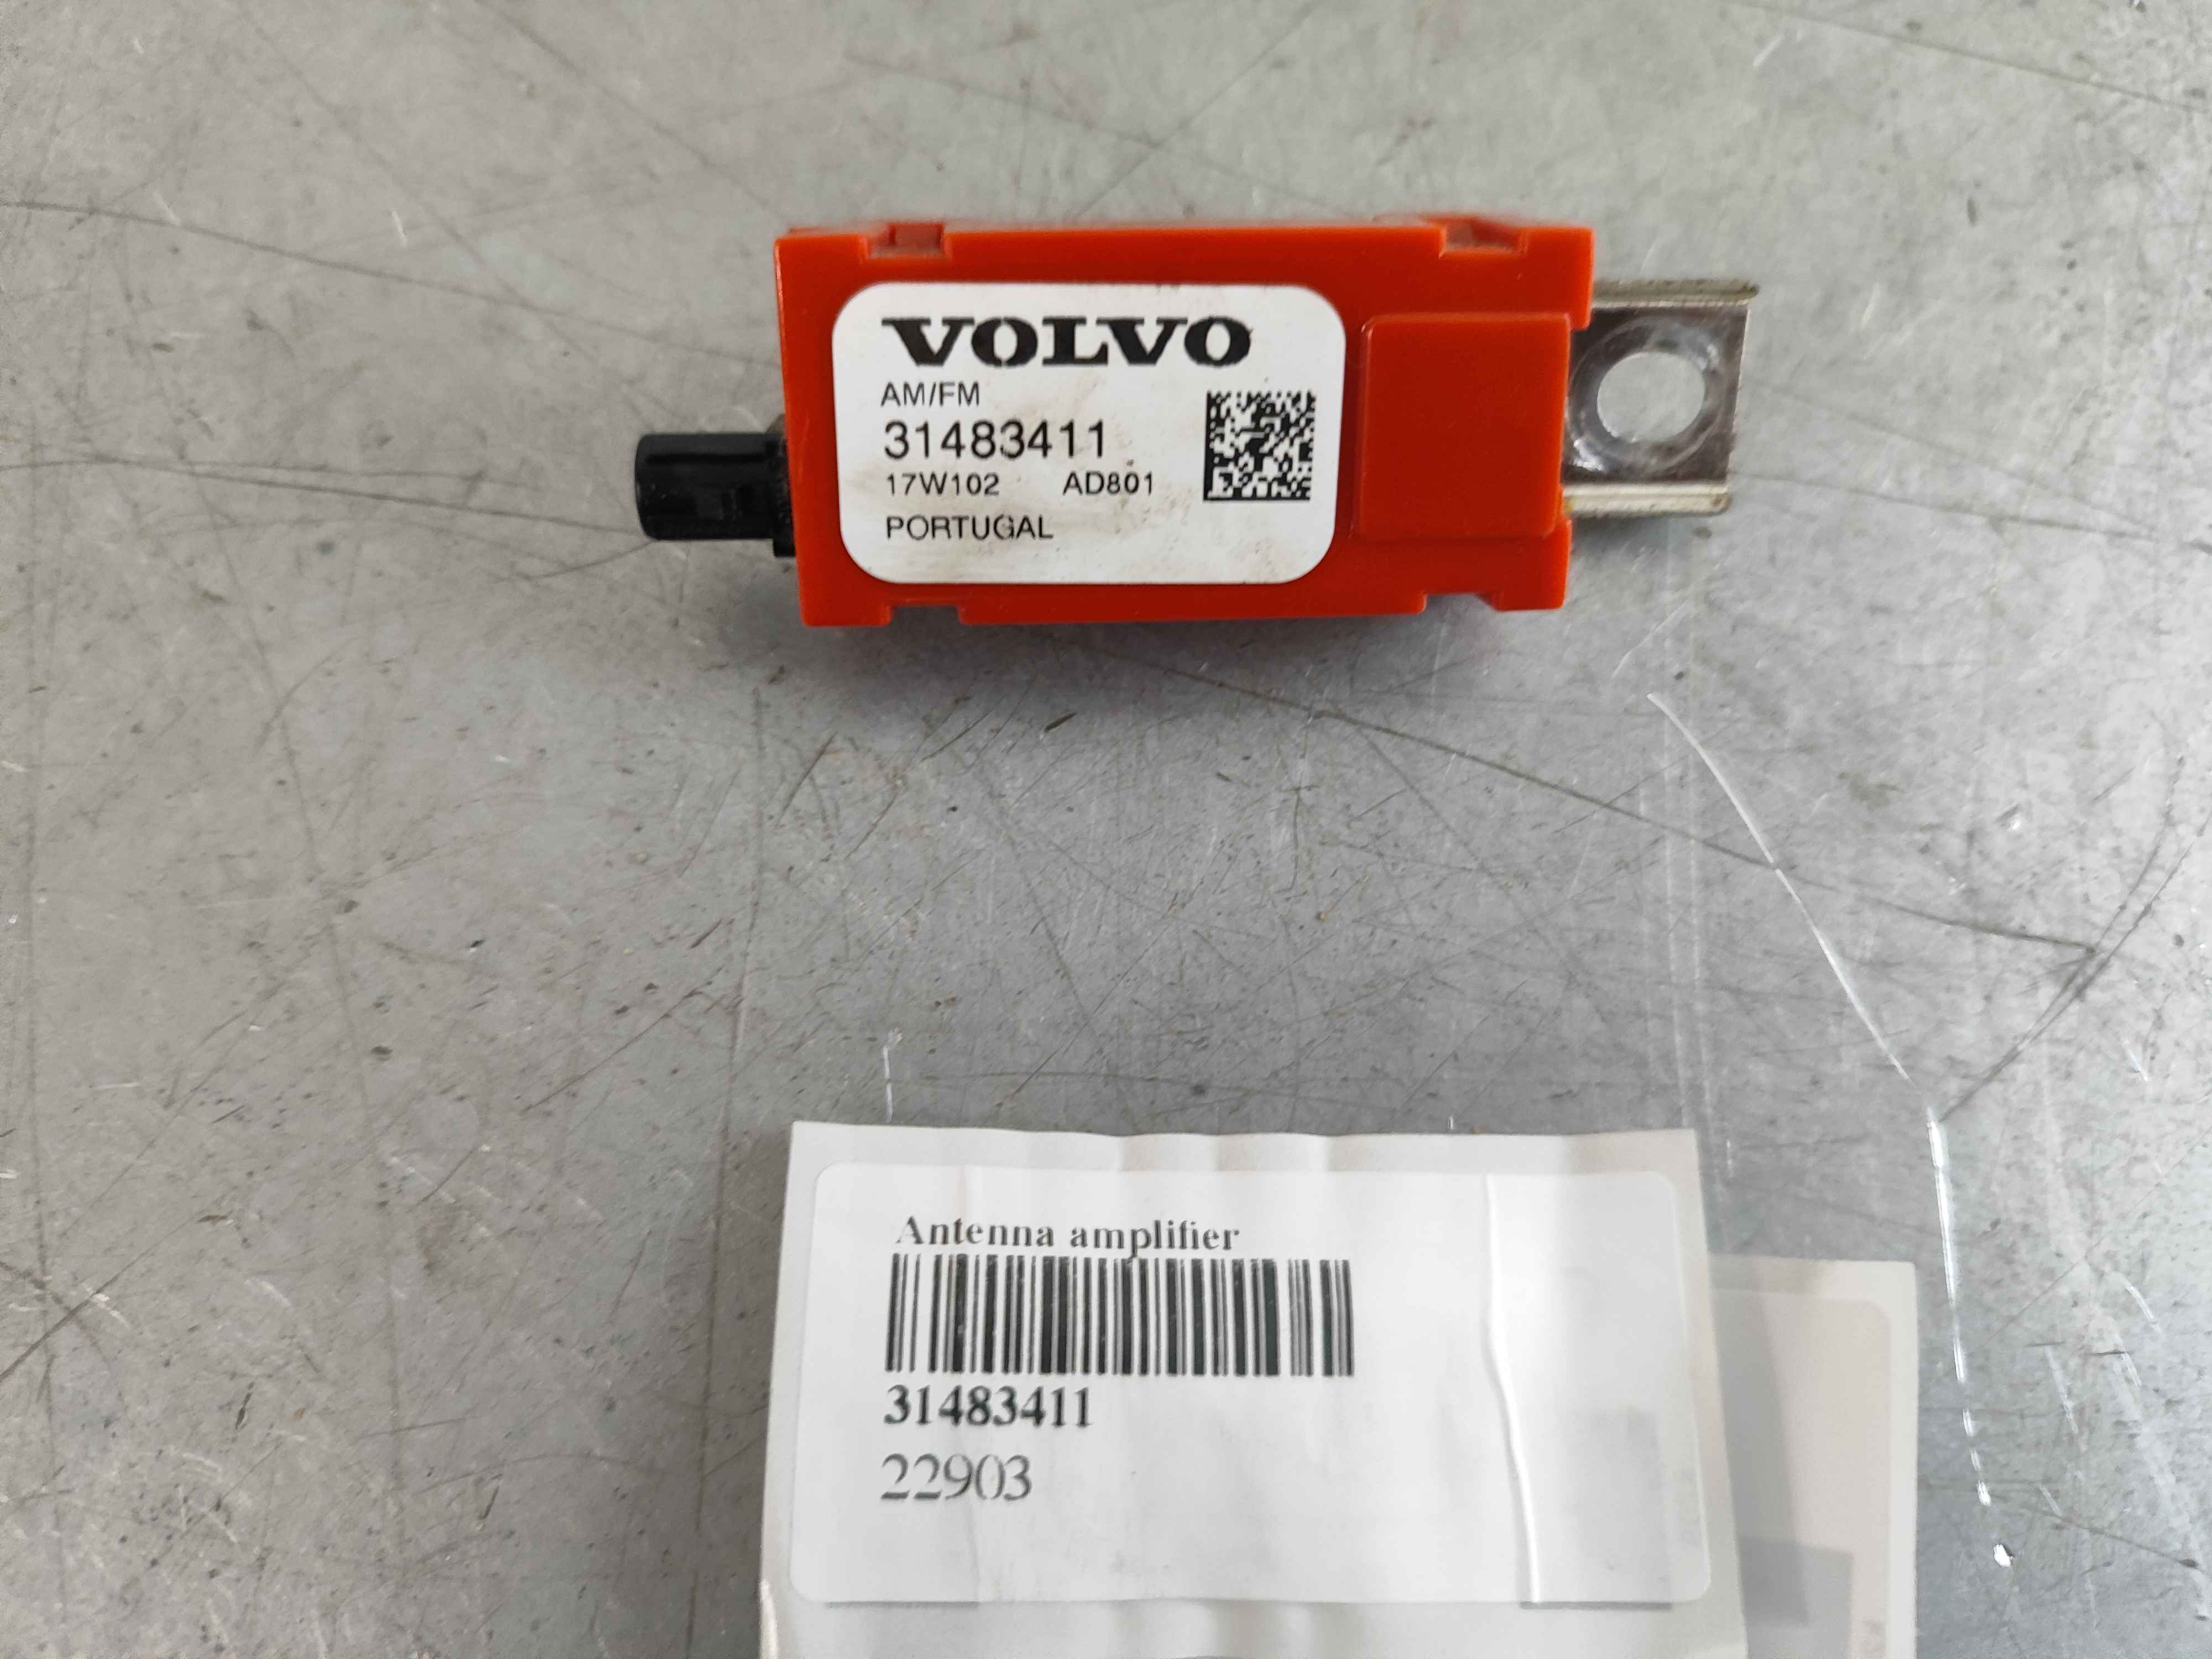 VOLVO
AM/FM
31483411
17W102 AD801
PORTUGAL
Antenna amplifier
31483411
22903